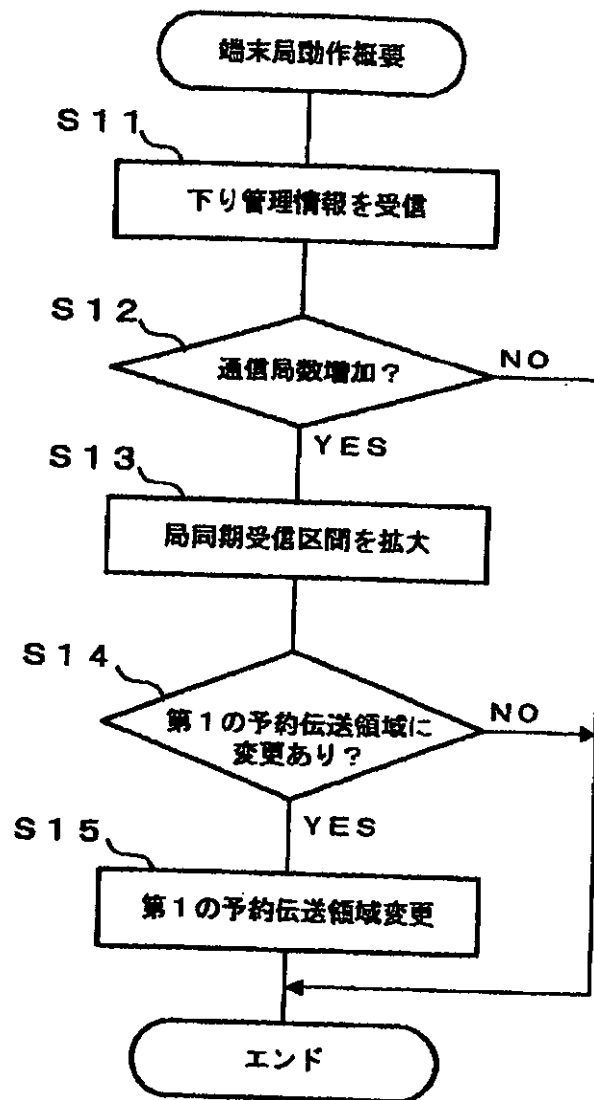 端末局動作概要
S11
下り管理情報を受信
S12
通信局数増加?
NO
YES
S13
局同期受信区間を拡大
S14
第1の予約伝送領域に
変更あり?
NO
YES
S15
第1の予約伝送領域変更
エンド